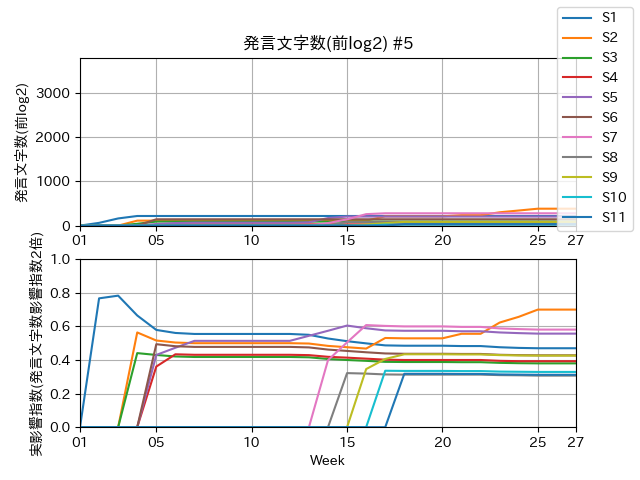 発言文字数(前log2) #5
発言文字数(前log2)
3000
2000
1000
0
01 05 10 15 20 25 27
実影響指数(発言文字数影響指数2倍)
1.0
0.8
0.6
0.4
0.2
0.0
01 05 10 15 20 25 27
Week
S1
S2
S3
S4
S5
S6
S7
S8
S9
S10
S11